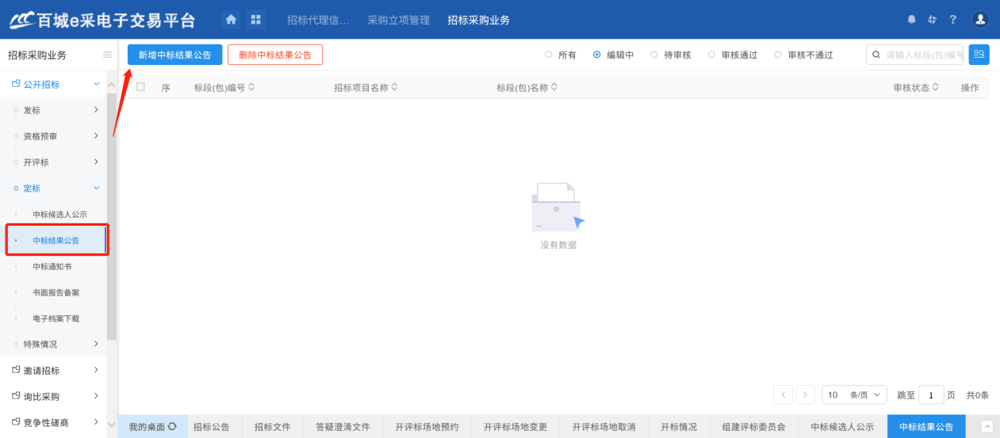 百城e采电子交易平台
招标代理信... 采购立项管理 招标采购业务
招标采购业务
新增中标结果公告 删除中标结果公告 所有 编辑中 待审核 审核通过 审核不通过 请输入标段(包)编号
公开招标
序 标段(包)编号 招标项目名称 标段(包)名称 审核状态 操作
发标
资格预审
开评标
定标
中标候选人公示
中标结果公告
中标通知书
书面报告备案
电子档案下载
特殊情况
邀请招标
询比采购
竞争性磋商
没有数据
10 条/页 跳至 1 页 共0条
我的桌面 招标公告 招标文件 答疑澄清文件 开评标场地预约 开评标场地变更 开评标场地取消 开标情况 组建评标委员会 中标候选人公示 中标结果公告